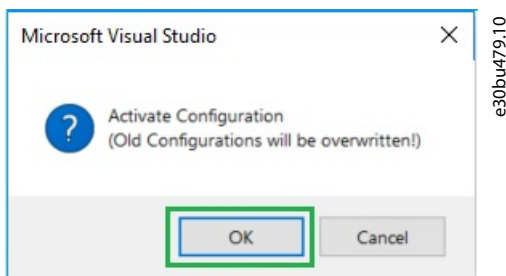 Microsoft Visual Studio
Activate Configuration
(Old Configurations will be overwritten!)
OK
Cancel
e30bu479.10